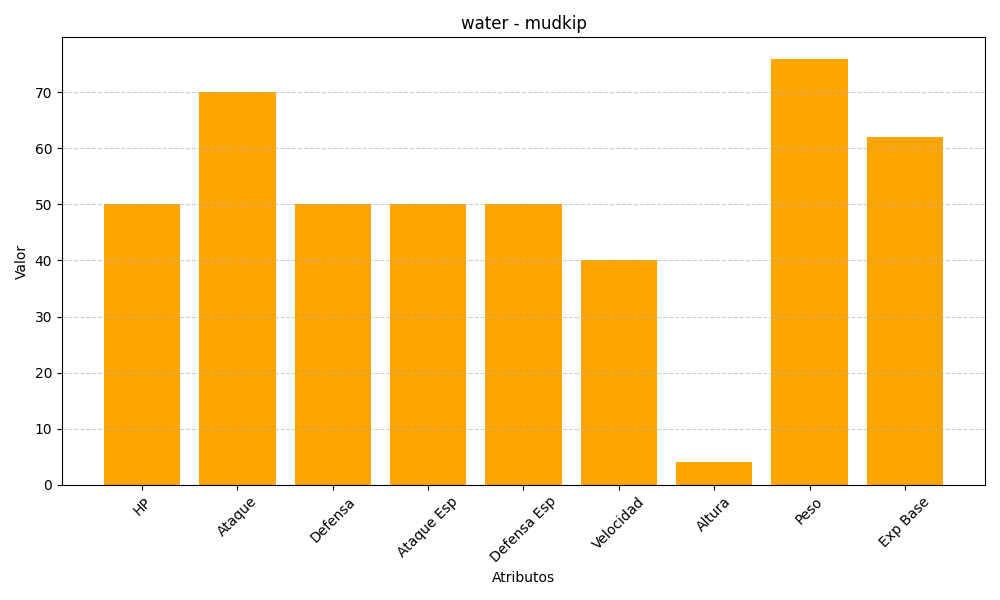 water - mudkip
Valor
70
60
50
40
30
20
10
0
HP
Ataque
Defensa
Ataque Esp
Defensa Esp
Velocidad
Altura
Peso
Exp Base
Atributos